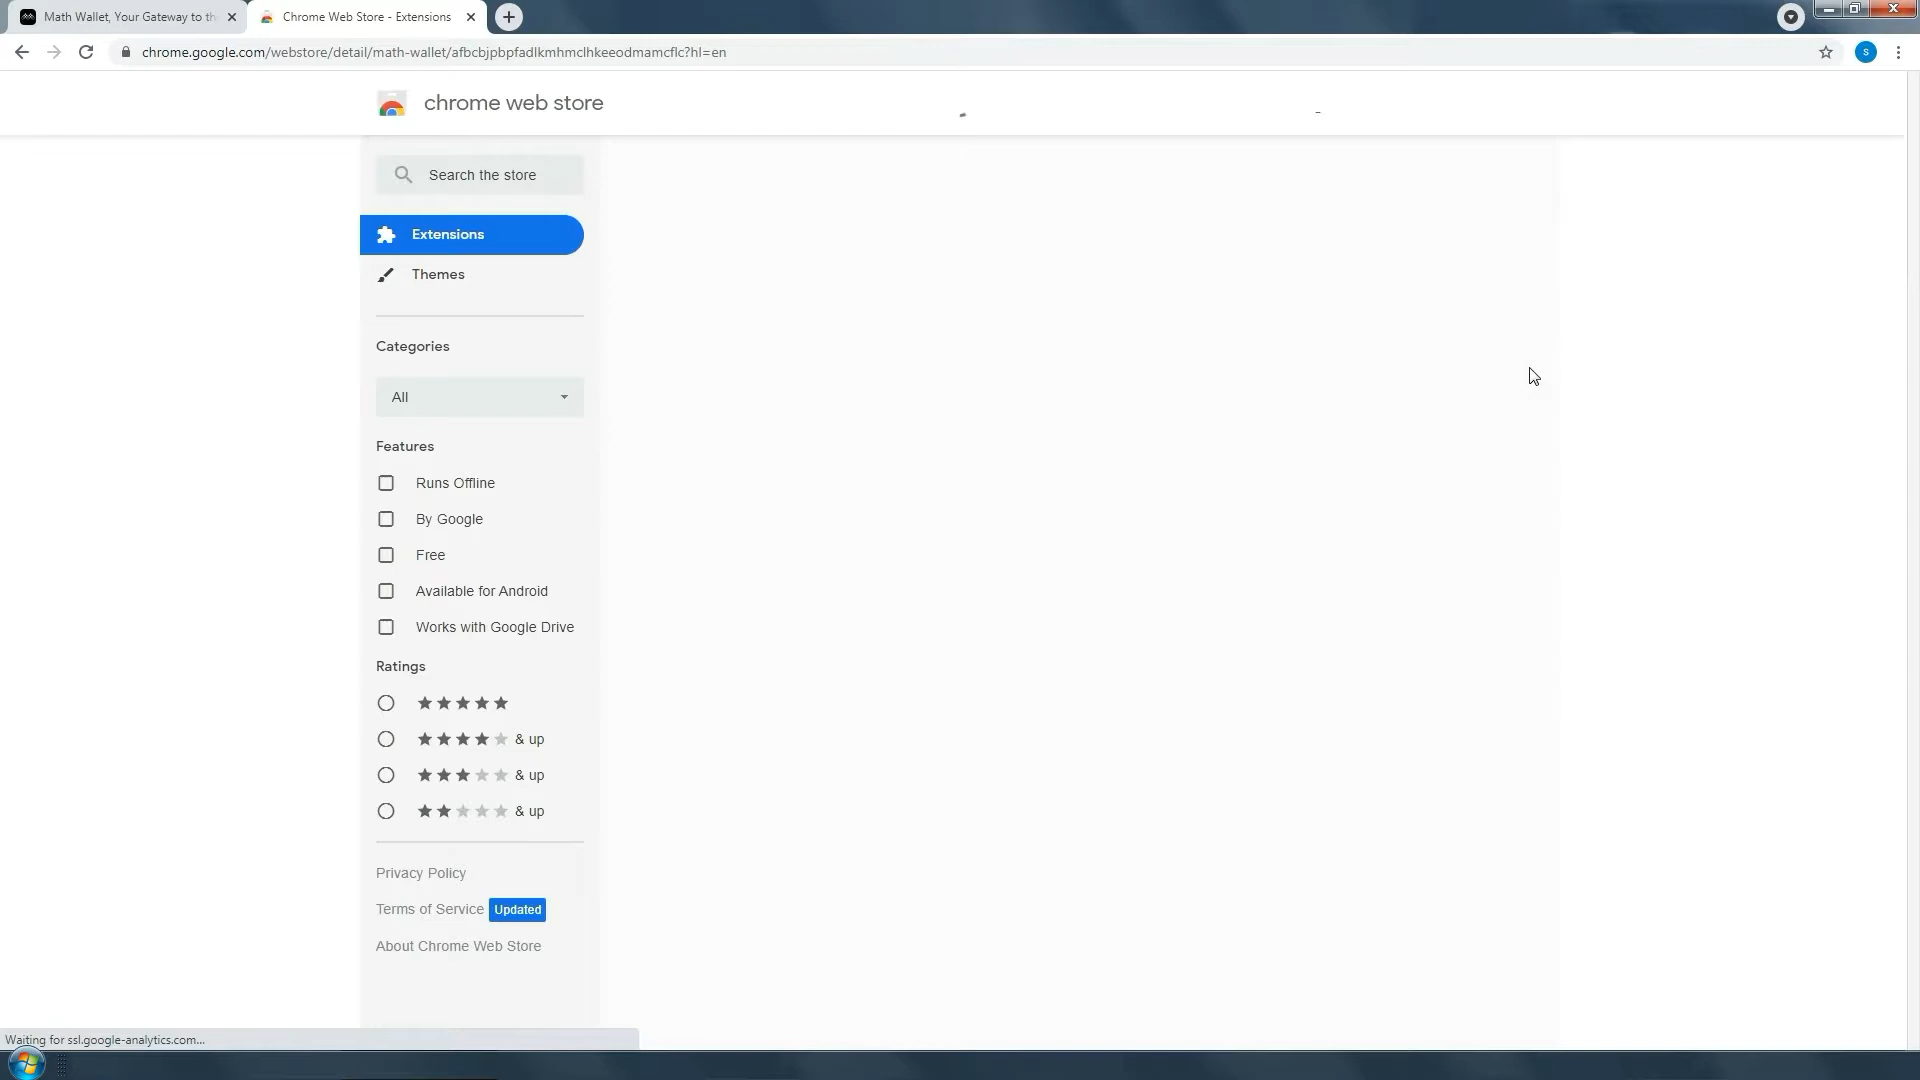 Math Wallet, Your Gateway to th
Chrome Web Store - Extensions
chrome.google.com/webstore/detail/math-wallet/afbcbjpbpfadlkmhmclhkeeodmamcflc?hl=en
s
chrome web store
Search the store
Extensions
Themes
Categories
All
Features
Runs Offline
By Google
Free
Available for Android
Works with Google Drive
Ratings
& up
& up
& up
Privacy Policy
Terms of Service Updated
About Chrome Web Store
Waiting for ssl.google-analytics.com...